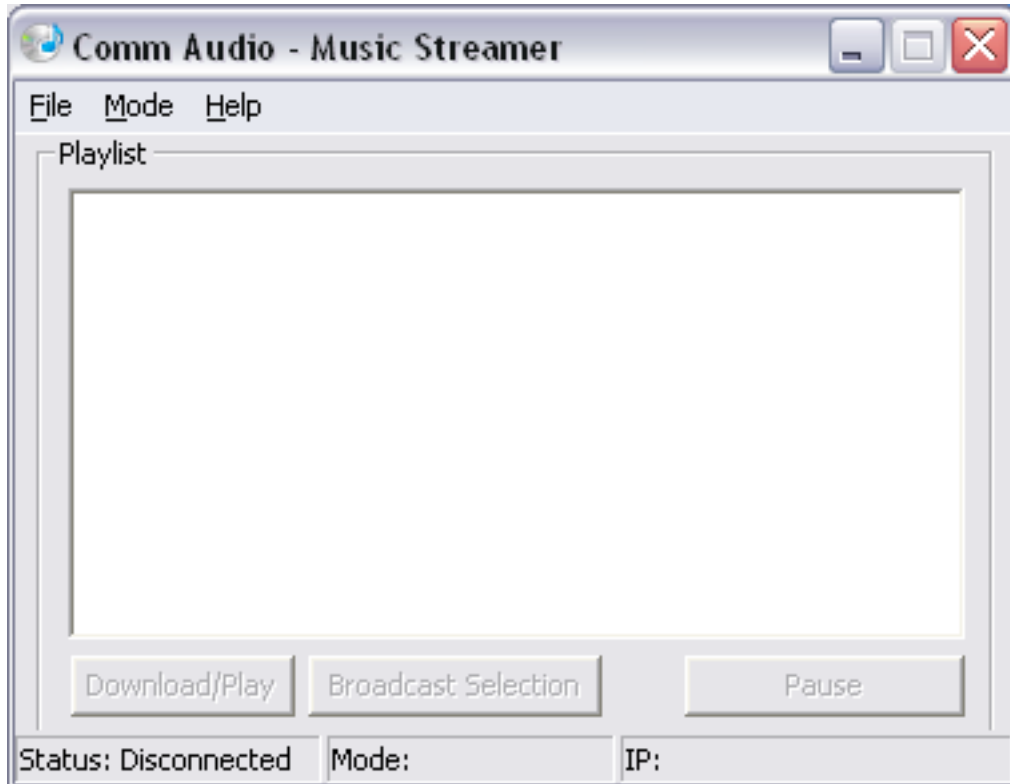 Comm Audio - Music Streamer
File Mode Help
Playlist
Download/Play Broadcast Selection Pause
Status: Disconnected Mode: IP: